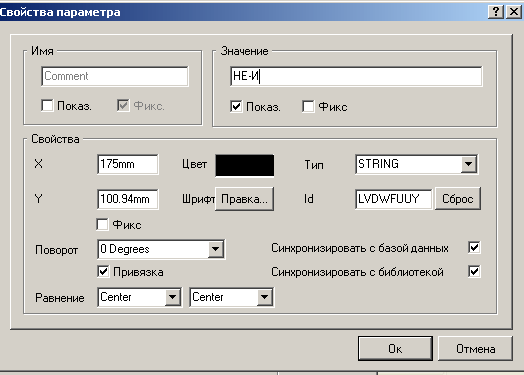 Свойства параметра
Имя
Comment
Показ. Фикс.
Значение
НЕ-И
Показ. Фикс
Свойства
X 175mm Цвет Тип STRING
Y 100.94mm Шрифт Правка... Id LVDWFUUY Сброс
Фикс
Поворот 0 Degrees Синхронизировать с базой данных
Привязка Синхронизировать с библиотекой
Равнение Center Center
Ок Отмена